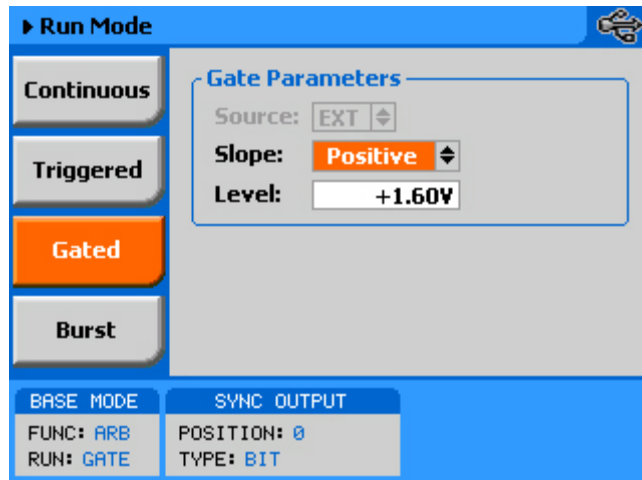 Run Mode
Continuous
Triggered
Gated
Burst
Gate Parameters
Source: EXT
Slope: Positive
Level: +1.60V
BASE MODE
FUNC: ARB
RUN: GATE
SYNC OUTPUT
POSITION: 0
TYPE: BIT